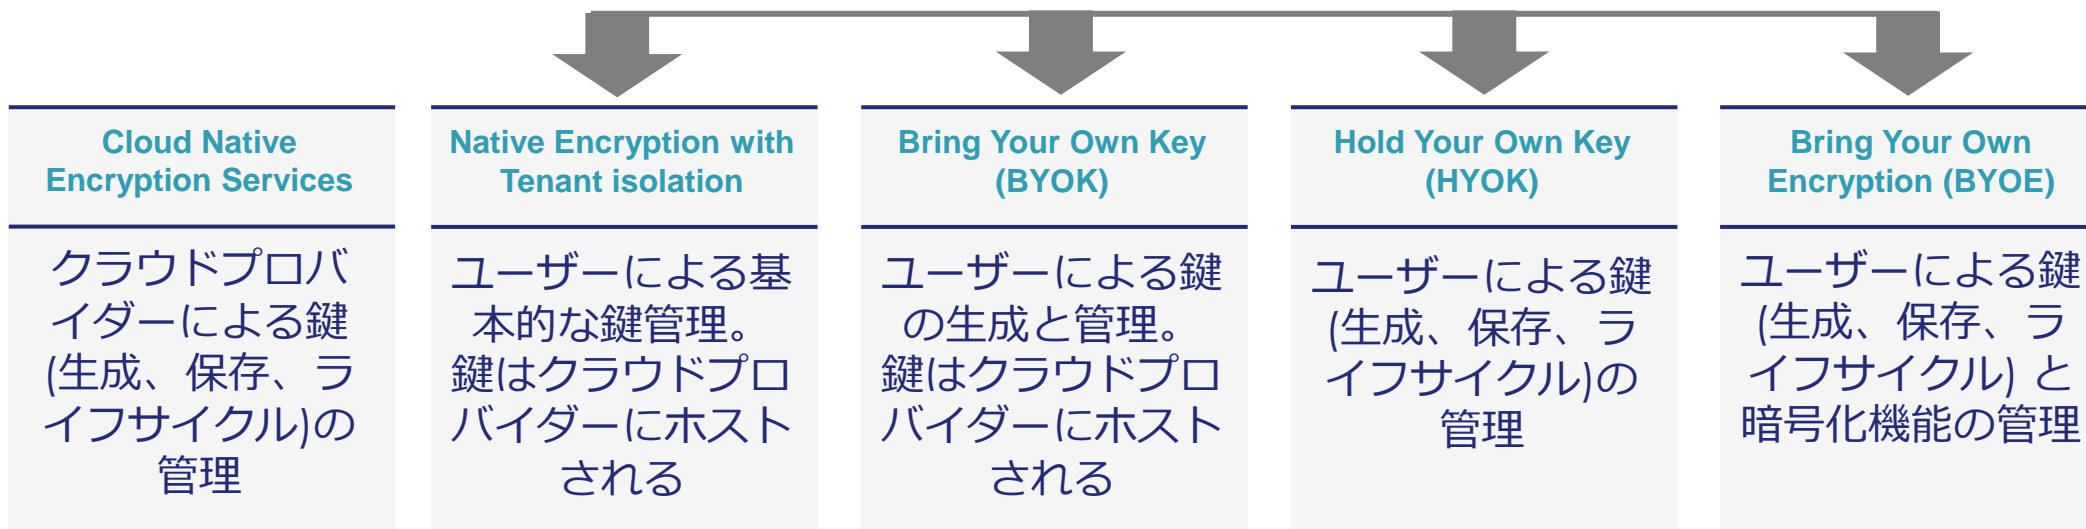 Cloud Native
Encryption Services
クラウドプロバ
イダーによる鍵
(生成、保存、ラ
イフサイクル)の
管理
Native Encryption with
Tenant isolation
ユーザーによる基
本的な鍵管理。
鍵はクラウドプロ
バイダーにホスト
される
Bring Your Own Key
(BYOK)
ユーザーによる鍵
の生成と管理。
鍵はクラウドプロ
バイダーにホスト
される
Hold Your Own Key
(HYOK)
ユーザーによる鍵
(生成、保存、ラ
イフサイクル)の
管理
Bring Your Own
Encryption (BYOE)
ユーザーによる鍵
(生成、保存、ラ
イフサイクル) と
暗号化機能の管理